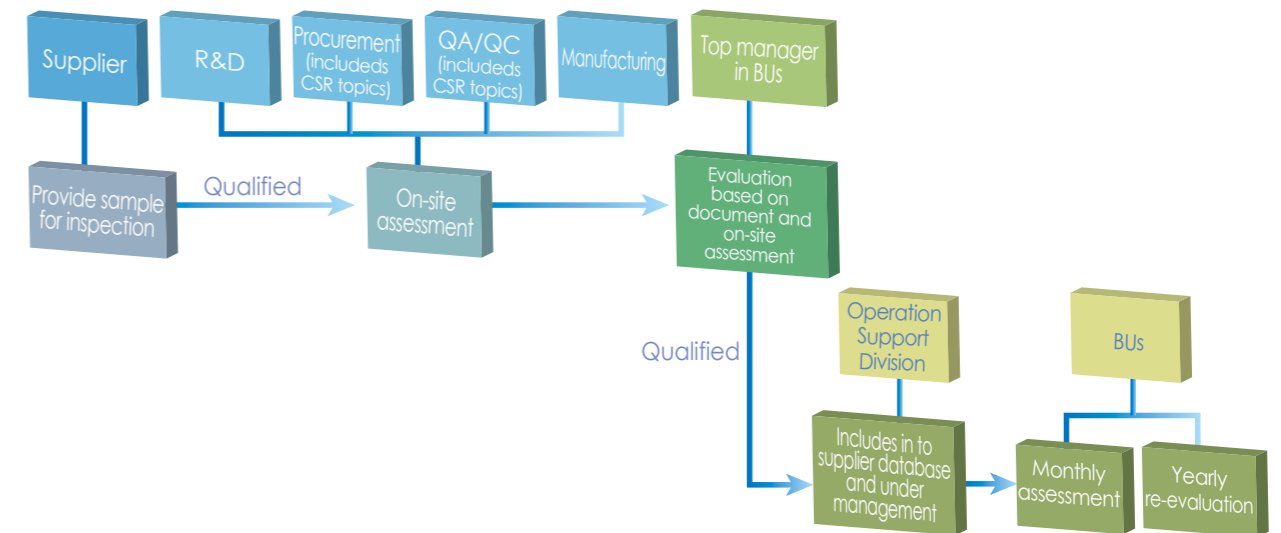 Supplier
R&D
Procurement
(includeds
CSR topics)
QA/QC
(includeds
CSR topics)
Manufacturing
Top manager
in BUs
Provide sample
for inspection
Qualified
On-site
assessment
Evaluation
based on
document and
on-site
assessment
Qualified
Operation
Support
Division
BUs
Includes in to
supplier database
and under
management
Monthly
assessment
Yearly
re-evaluation